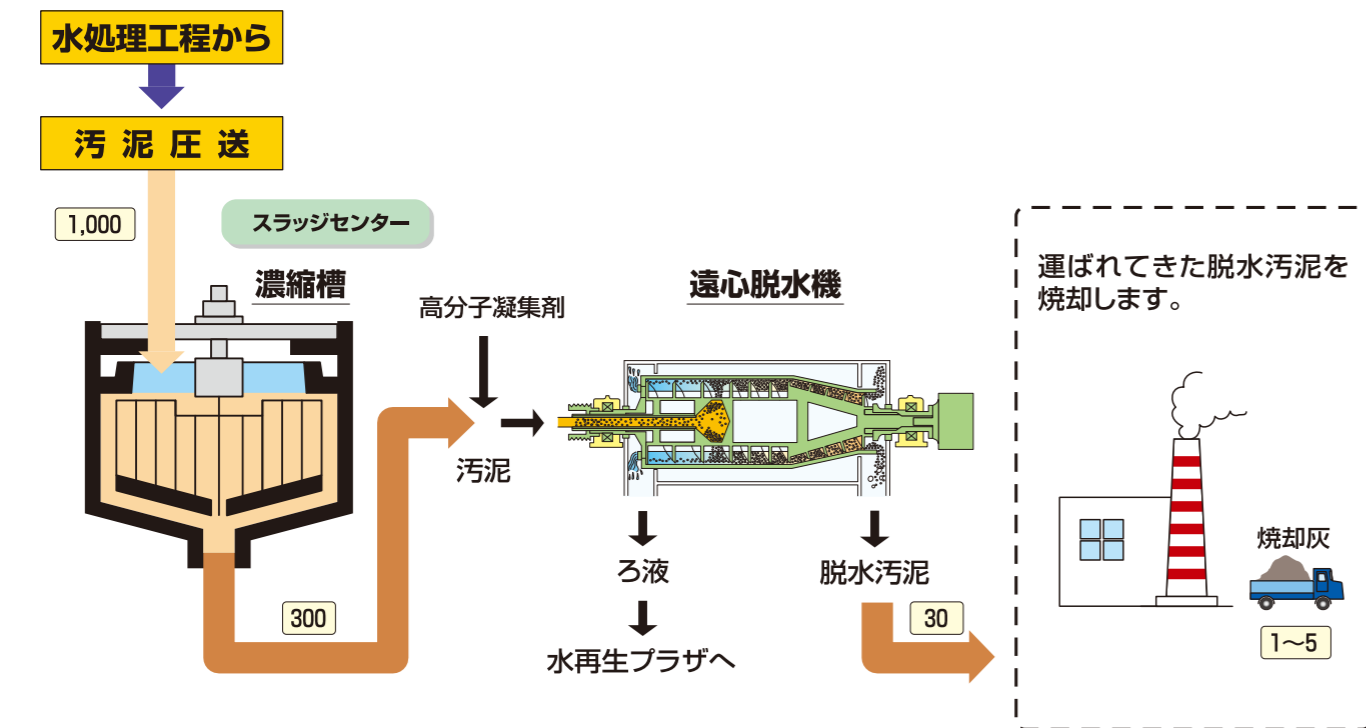 水処理工程から
汚泥圧送
1,000
スラッジセンター
濃縮槽
高分子凝集剤
汚泥
300
遠心脱水機
ろ液
水再生プラザへ
脱水汚泥
30
運ばれてきた脱水汚泥を
焼却します。
焼却灰
1〜5